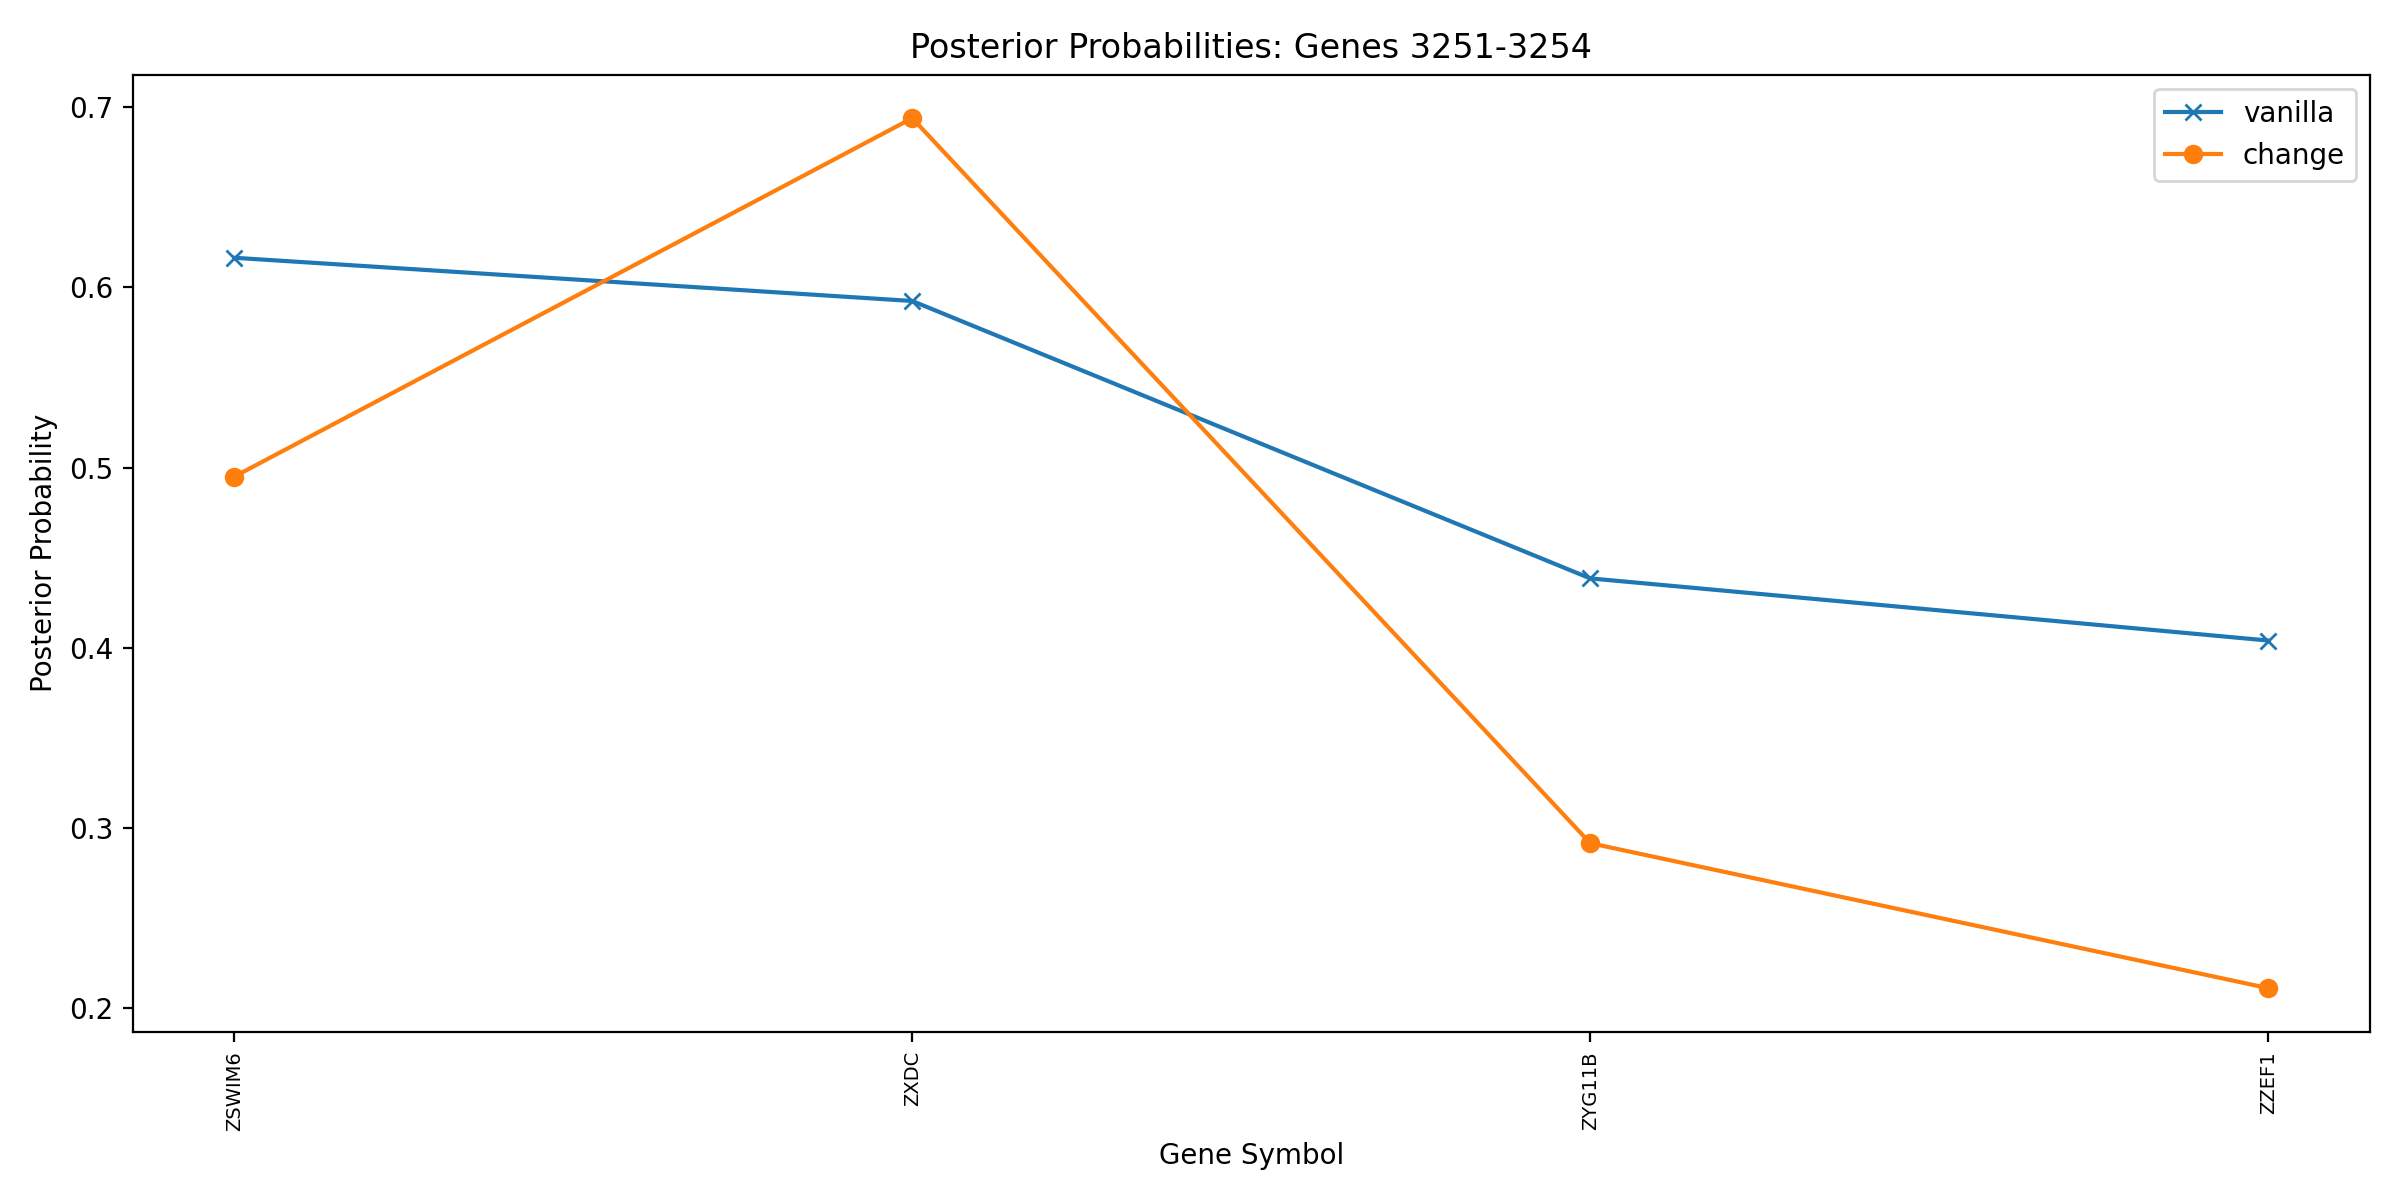 Posterior Probabilities: Genes 3251-3254
vanilla
change
Posterior Probability
0.7
0.6
0.5
0.4
0.3
0.2
ZSWIM6
ZXDC
ZYG11B
ZZEF1
Gene Symbol